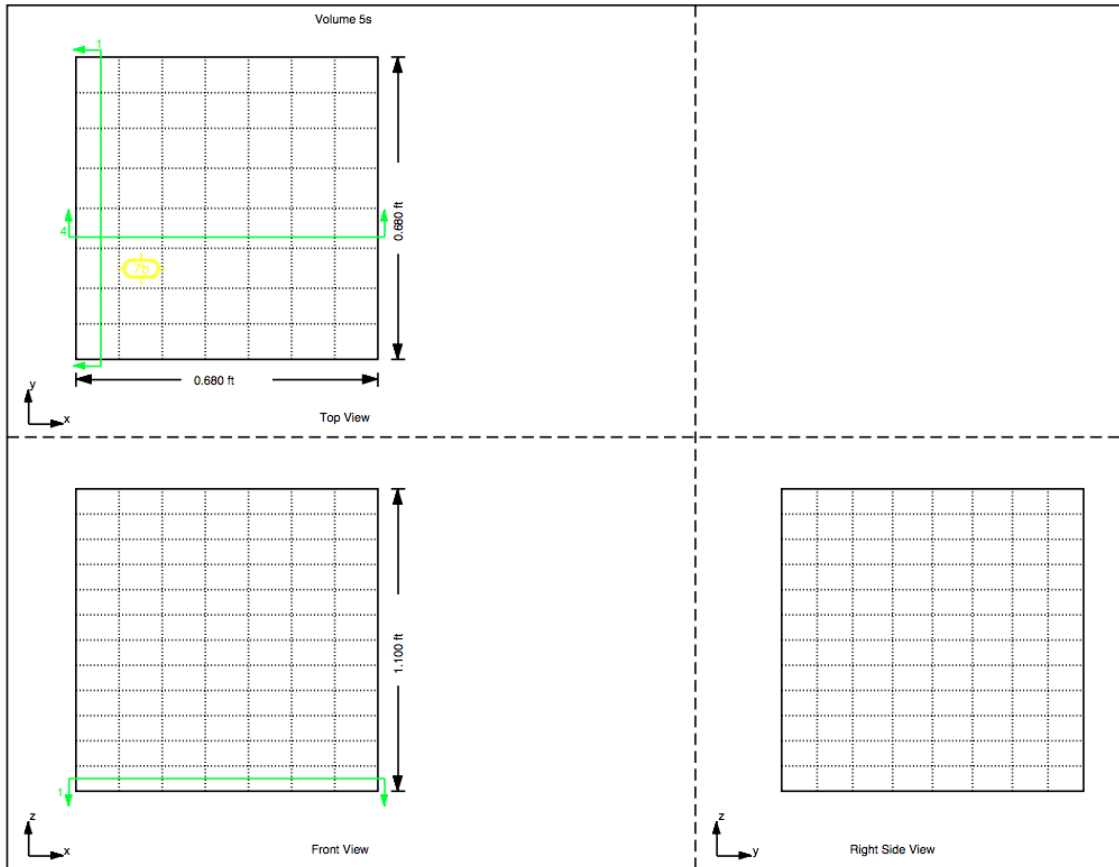 Volume 5s
1
4
0.680 ft
7b
0.680 ft
y
x
Top View
1.100 ft
1
z
x
Front View
z
y
Right Side View